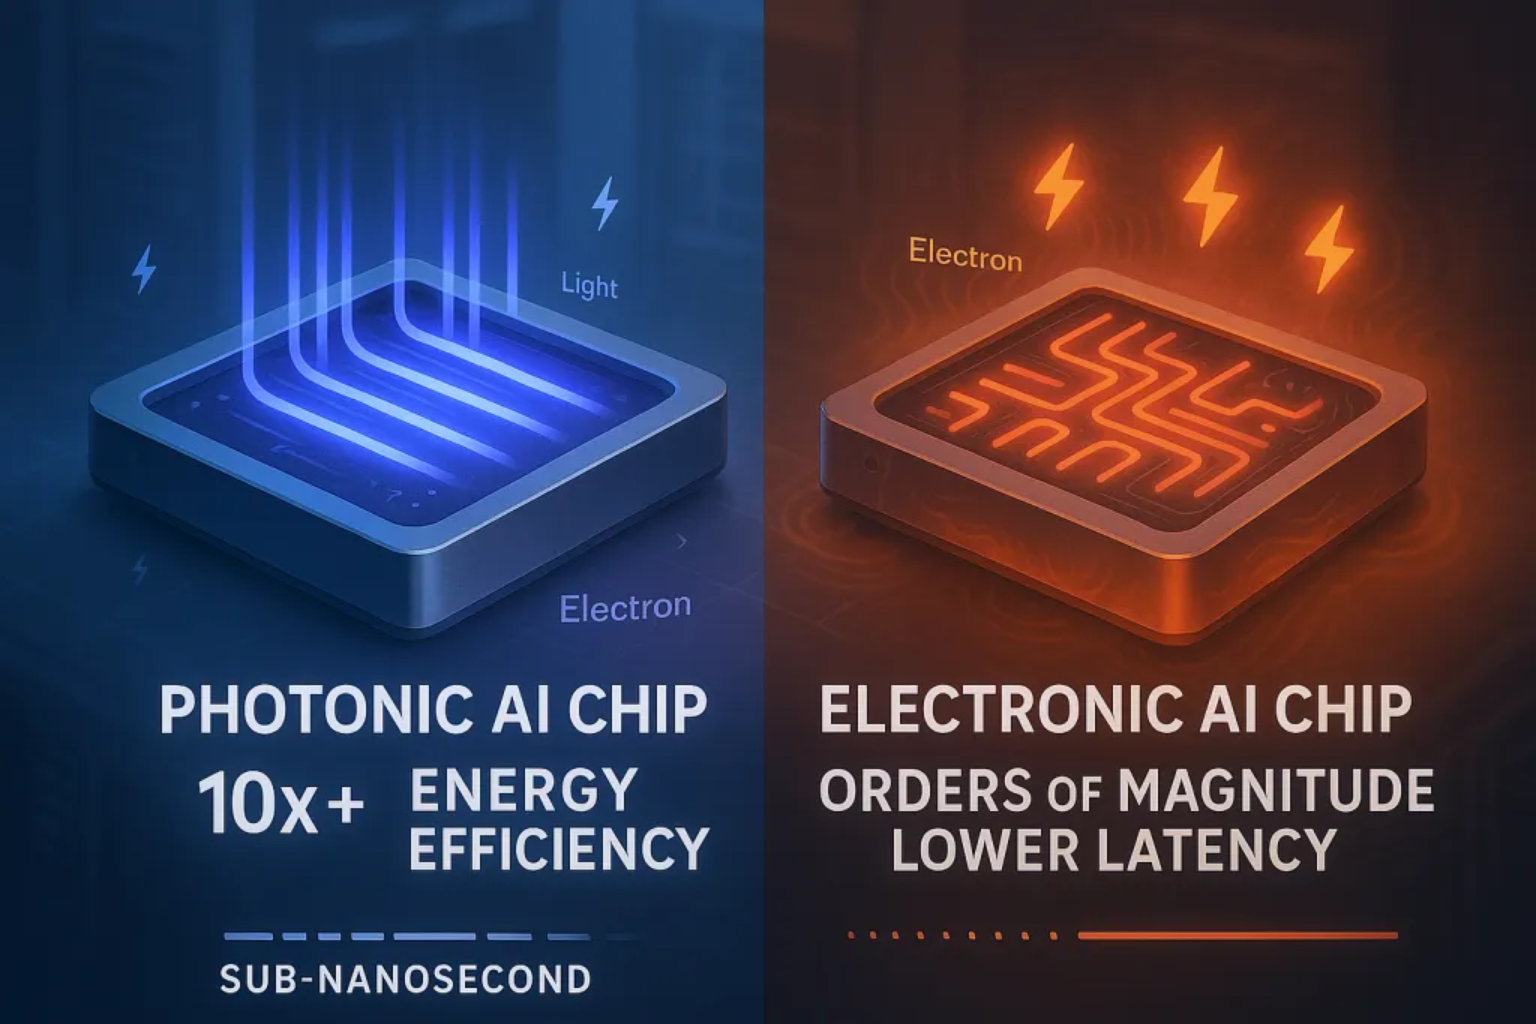 Light
Electron
PHOTONIC AI CHIP
10x+ ENERGY
EFFICIENCY
SUB-NANOSECOND
Electron
ELECTRONIC AI CHIP
ORDERS OF MAGNITUDE
LOWER LATENCY